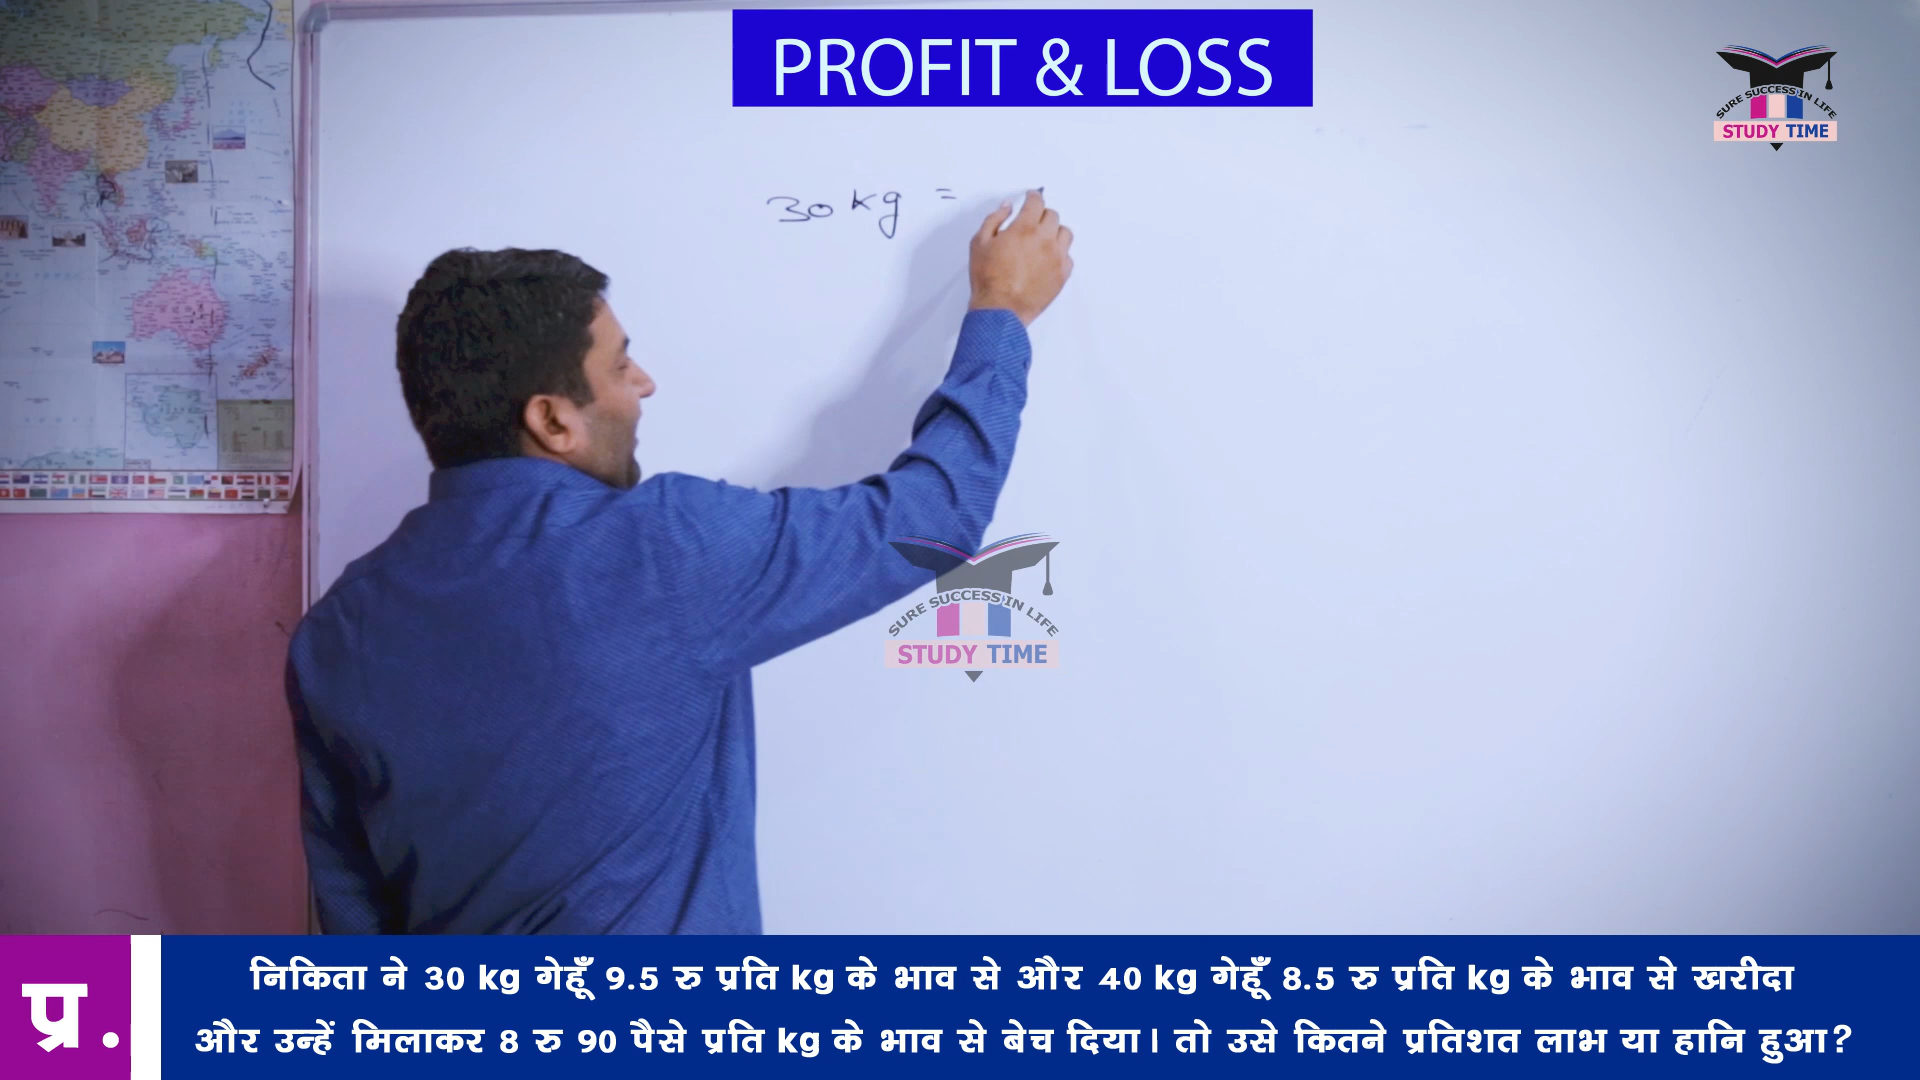 PROFIT & LOSS
SURE SUCCESS IN LIFE
STUDY TIME
30 kg =
SURE SUCCESS IN LIFE
STUDY TIME
प्र.
निकिता ने 30 kg गेहूँ 9.5 रु प्रति kg के भाव से और 40 kg गेहूँ 8.5 रु प्रति kg के भाव से खरीदा
और उन्हें मिलाकर 8 रु 90 पैसे प्रति kg के भाव से बेच दिया। तो उसे कितने प्रतिशत लाभ या हानि हुआ?